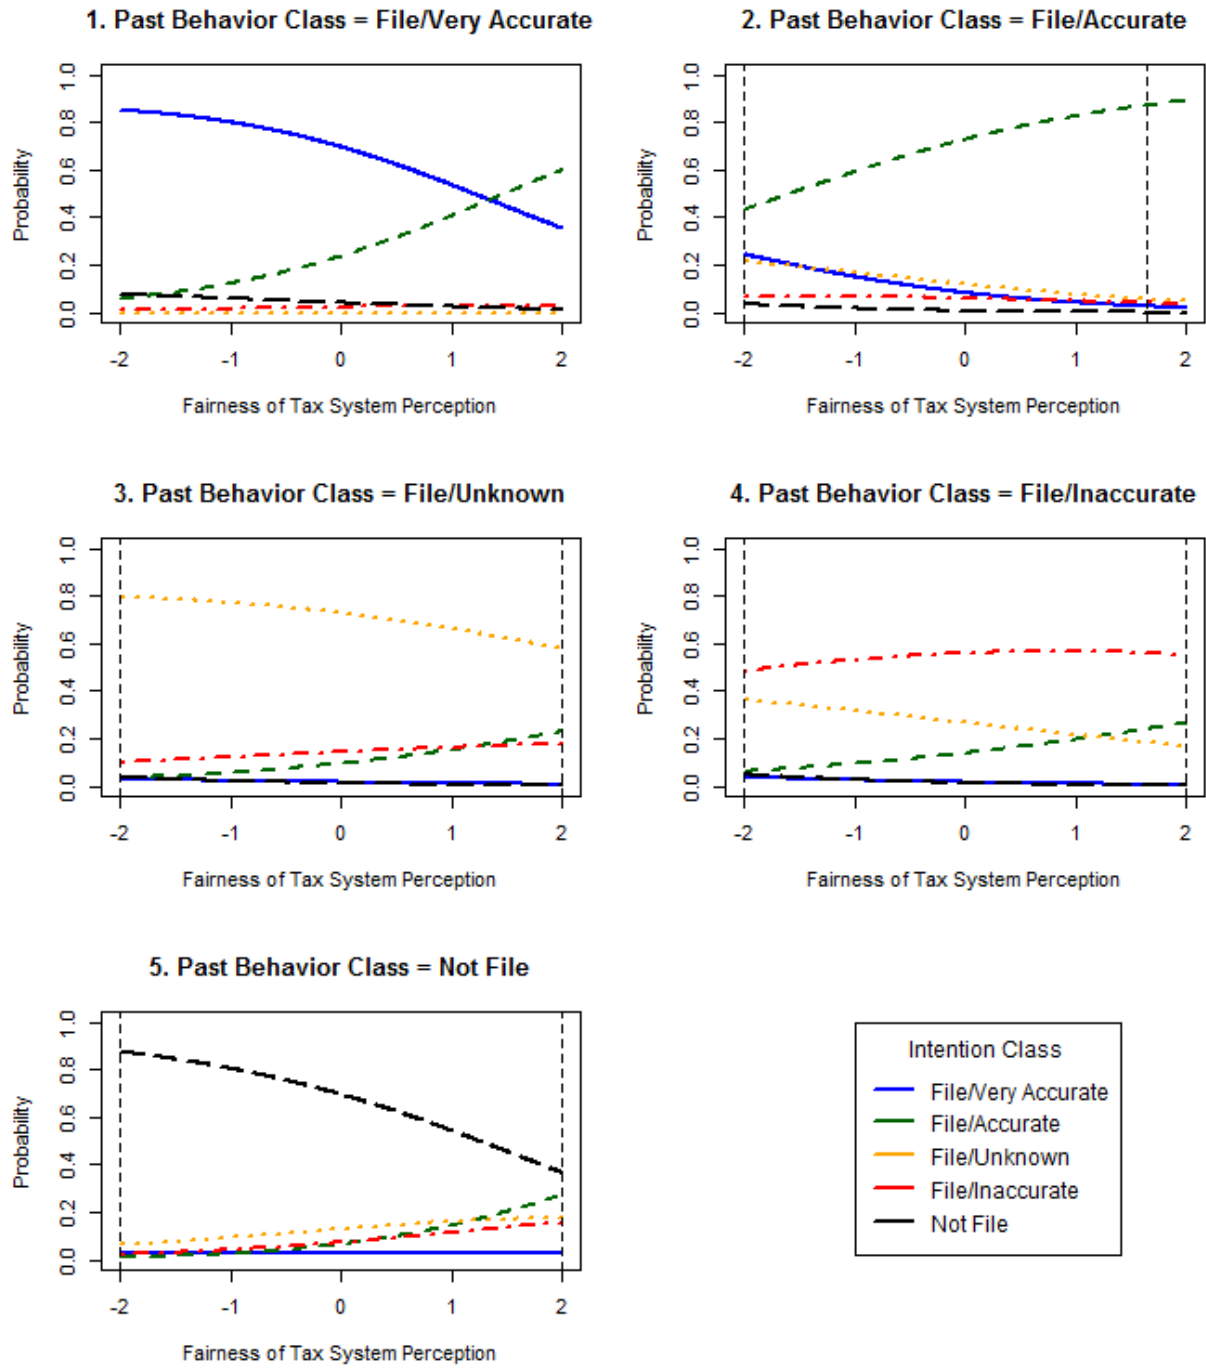 1. Past Behavior Class = File/Very Accurate
Probability
0.0 0.2 0.4 0.6 0.8 1.0
-2 -1 0 1 2
Fairness of Tax System Perception
2. Past Behavior Class = File/Accurate
Probability
0.0 0.2 0.4 0.6 0.8 1.0
-2 -1 0 1 2
Fairness of Tax System Perception
3. Past Behavior Class = File/Unknown
Probability
0.0 0.2 0.4 0.6 0.8 1.0
-2 -1 0 1 2
Fairness of Tax System Perception
4. Past Behavior Class = File/Inaccurate
Probability
0.0 0.2 0.4 0.6 0.8 1.0
-2 -1 0 1 2
Fairness of Tax System Perception
5. Past Behavior Class = Not File
Probability
0.0 0.2 0.4 0.6 0.8 1.0
-2 -1 0 1 2
Fairness of Tax System Perception
Intention Class
File/Very Accurate
File/Accurate
File/Unknown
File/Inaccurate
Not File